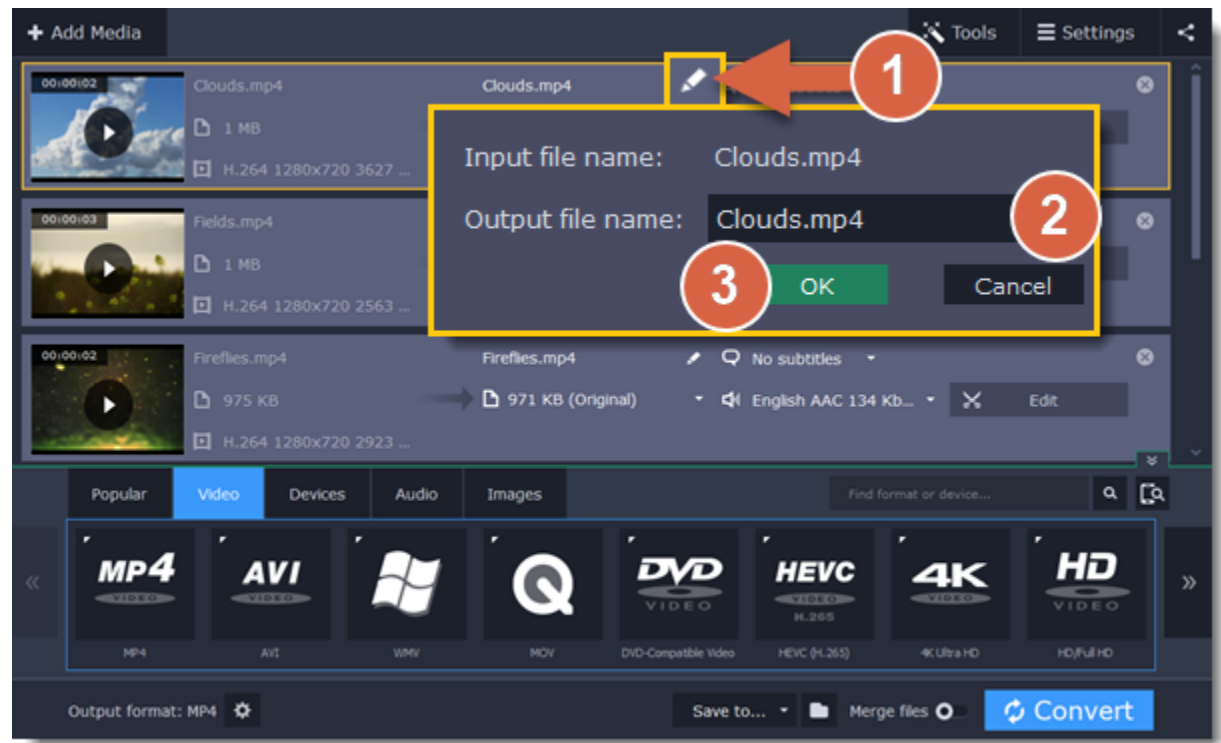 Add Media
Tools
Settings
1
00:00:02
Clouds.mp4
Clouds.mp4
1 MB
H.264 1280x720 3627 ...
Input file name: Clouds.mp4
Output file name: Clouds.mp4
2
3
OK
Cancel
00:00:03
Fields.mp4
1 MB
H.264 1280x720 2563 ...
00:00:02
Fireflies.mp4
Fireflies.mp4
No subtitles
975 KB
971 KB (Original)
English AAC 134 Kb...
Edit
H.264 1280x720 2923 ...
Popular
Video
Devices
Audio
Images
Find format or device...
MP4
VIDEO
AVI
VIDEO
DVD
VIDEO
HEVC
VIDEO
H.265
4K
VIDEO
HD
VIDEO
MP4
AVI
WMV
MOV
DVD-Compatible Video
HEVC (H.265)
4K Ultra HD
HD/Full HD
Output format: MP4
Save to...
Merge files
Convert